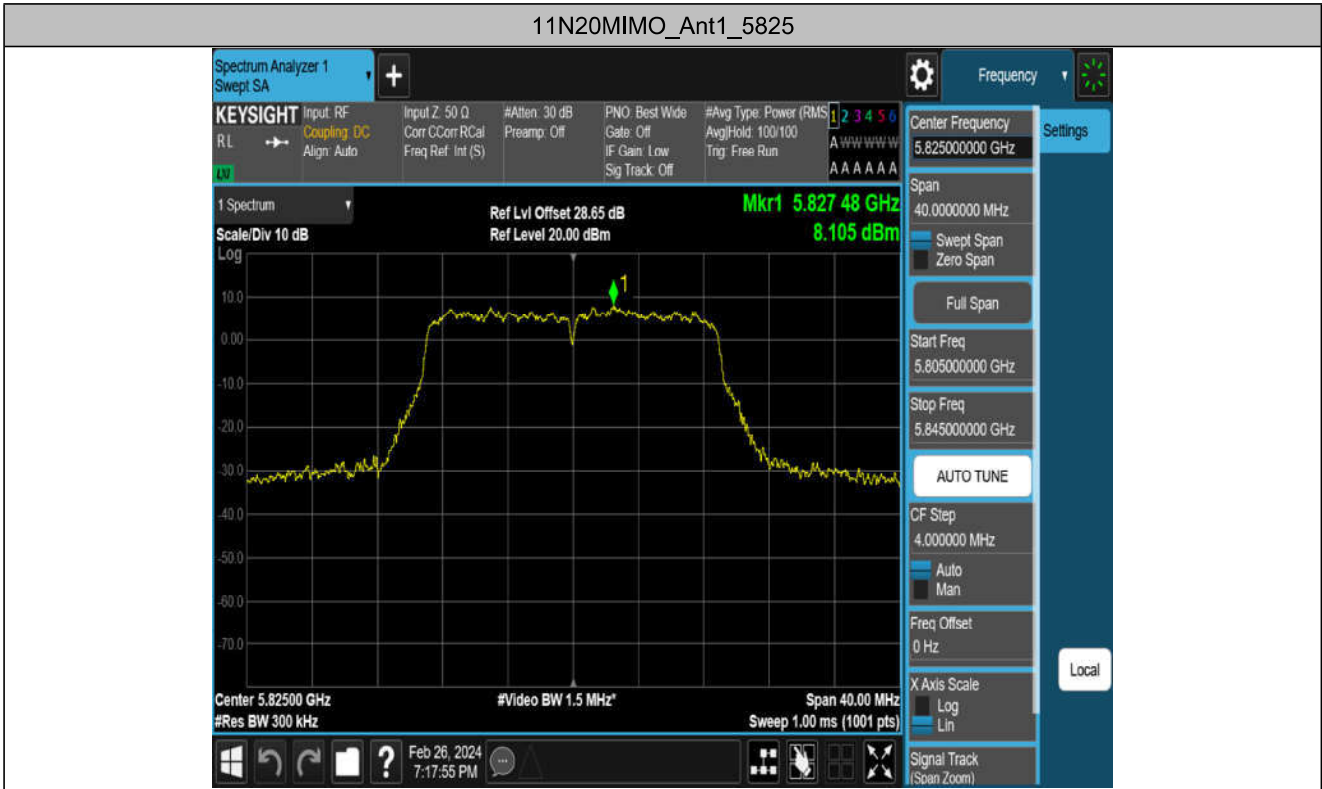 11N20MIMO_Ant1_5825
Spectrum Analyzer 1
Swept SA
+
Frequency
KEYSIGHT
RL
LXI
Input: RF
Coupling: DC
Align: Auto
Input Z: 50 Ω
Corr CCorr RCal
Freq Ref: Int (S)
#Atten: 30 dB
Preamp: Off
PNO: Best Wide
Gate: Off
IF Gain: Low
Sig Track: Off
#Avg Type: Power (RMS
Avg|Hold: 100/100
Trig: Free Run
1 2 3 4 5 6
A W W W W W
A A A A A A
1 Spectrum
Scale/Div 10 dB
Ref Lvl Offset 28.65 dB
Ref Level 20.00 dBm
Mkr1 5.827 48 GHz
8.105 dBm
Log
1
10.0
0.00
-10.0
-20.0
-30.0
-40.0
-50.0
-60.0
-70.0
Center 5.82500 GHz
#Res BW 300 kHz
#Video BW 1.5 MHz*
Span 40.00 MHz
Sweep 1.00 ms (1001 pts)
Center Frequency
5.825000000 GHz
Settings
Span
40.0000000 MHz
Swept Span
Zero Span
Full Span
Start Freq
5.805000000 GHz
Stop Freq
5.845000000 GHz
AUTO TUNE
CF Step
4.000000 MHz
Auto
Man
Freq Offset
0 Hz
X Axis Scale
Log
Lin
Local
Signal Track
(Span Zoom)
?
Feb 26, 2024
7:17:55 PM